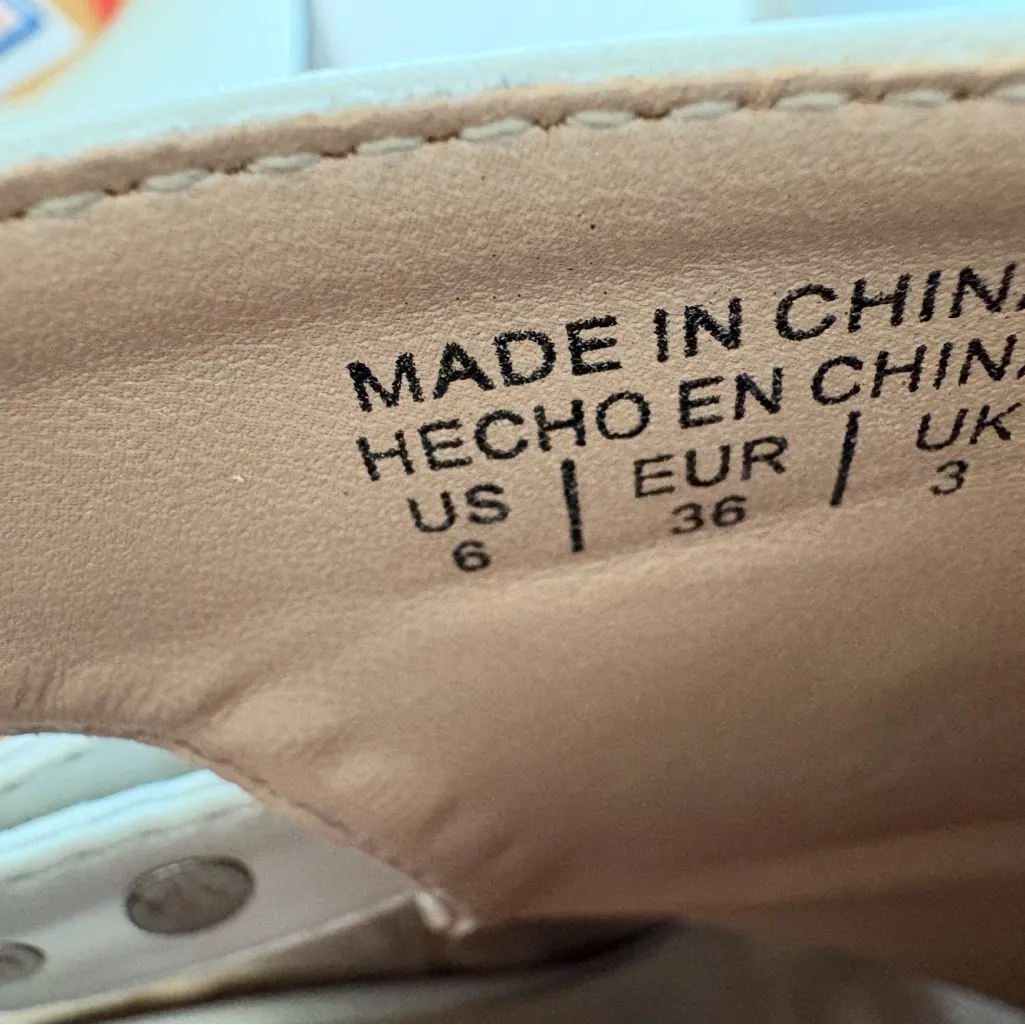 MADE IN CHINA
HECHO EN CHINA
US | EUR | UK
6 36 3